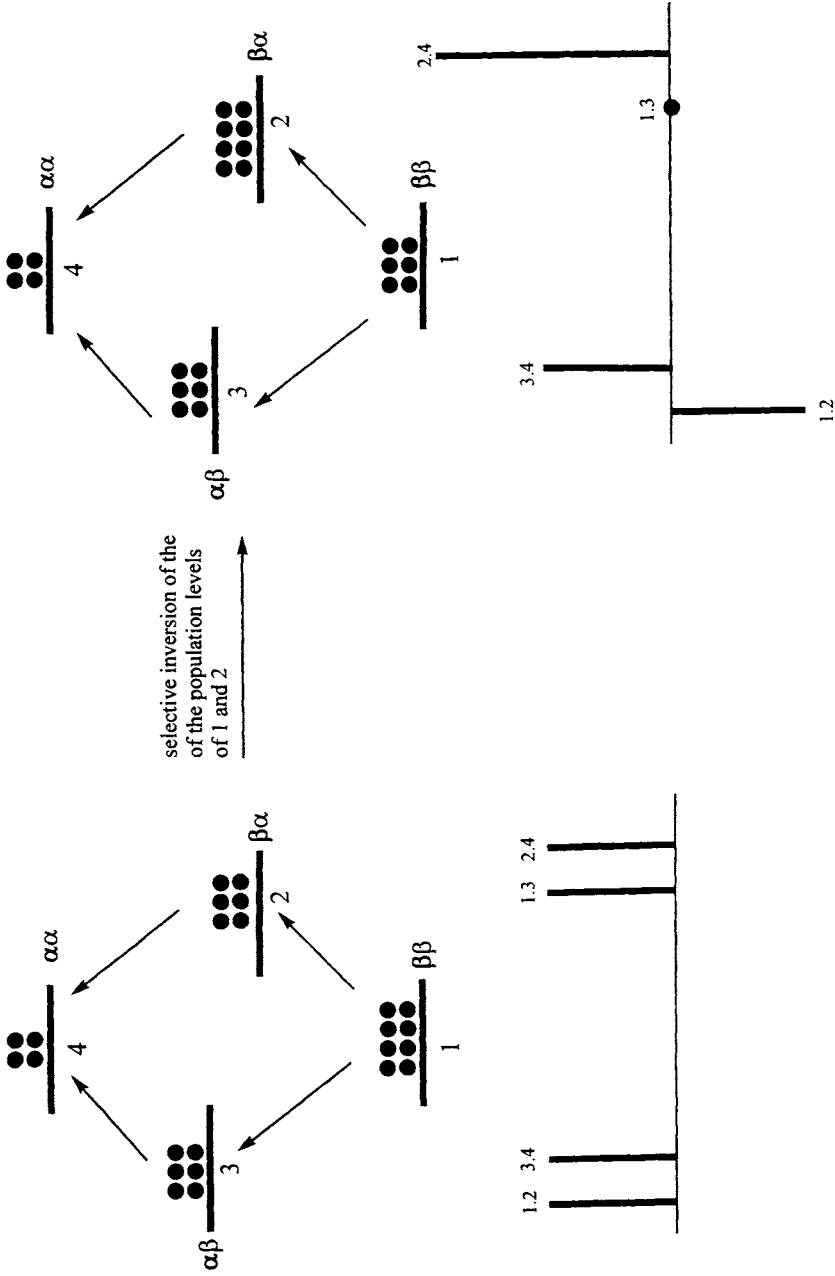 αα
4
αβ
3
βα
2
ββ
1
1.2
3.4
1.3
2.4
selective inversion of the
of the population levels
of 1 and 2
αα
4
αβ
3
βα
2
ββ
1
1.2
3.4
1.3
2.4